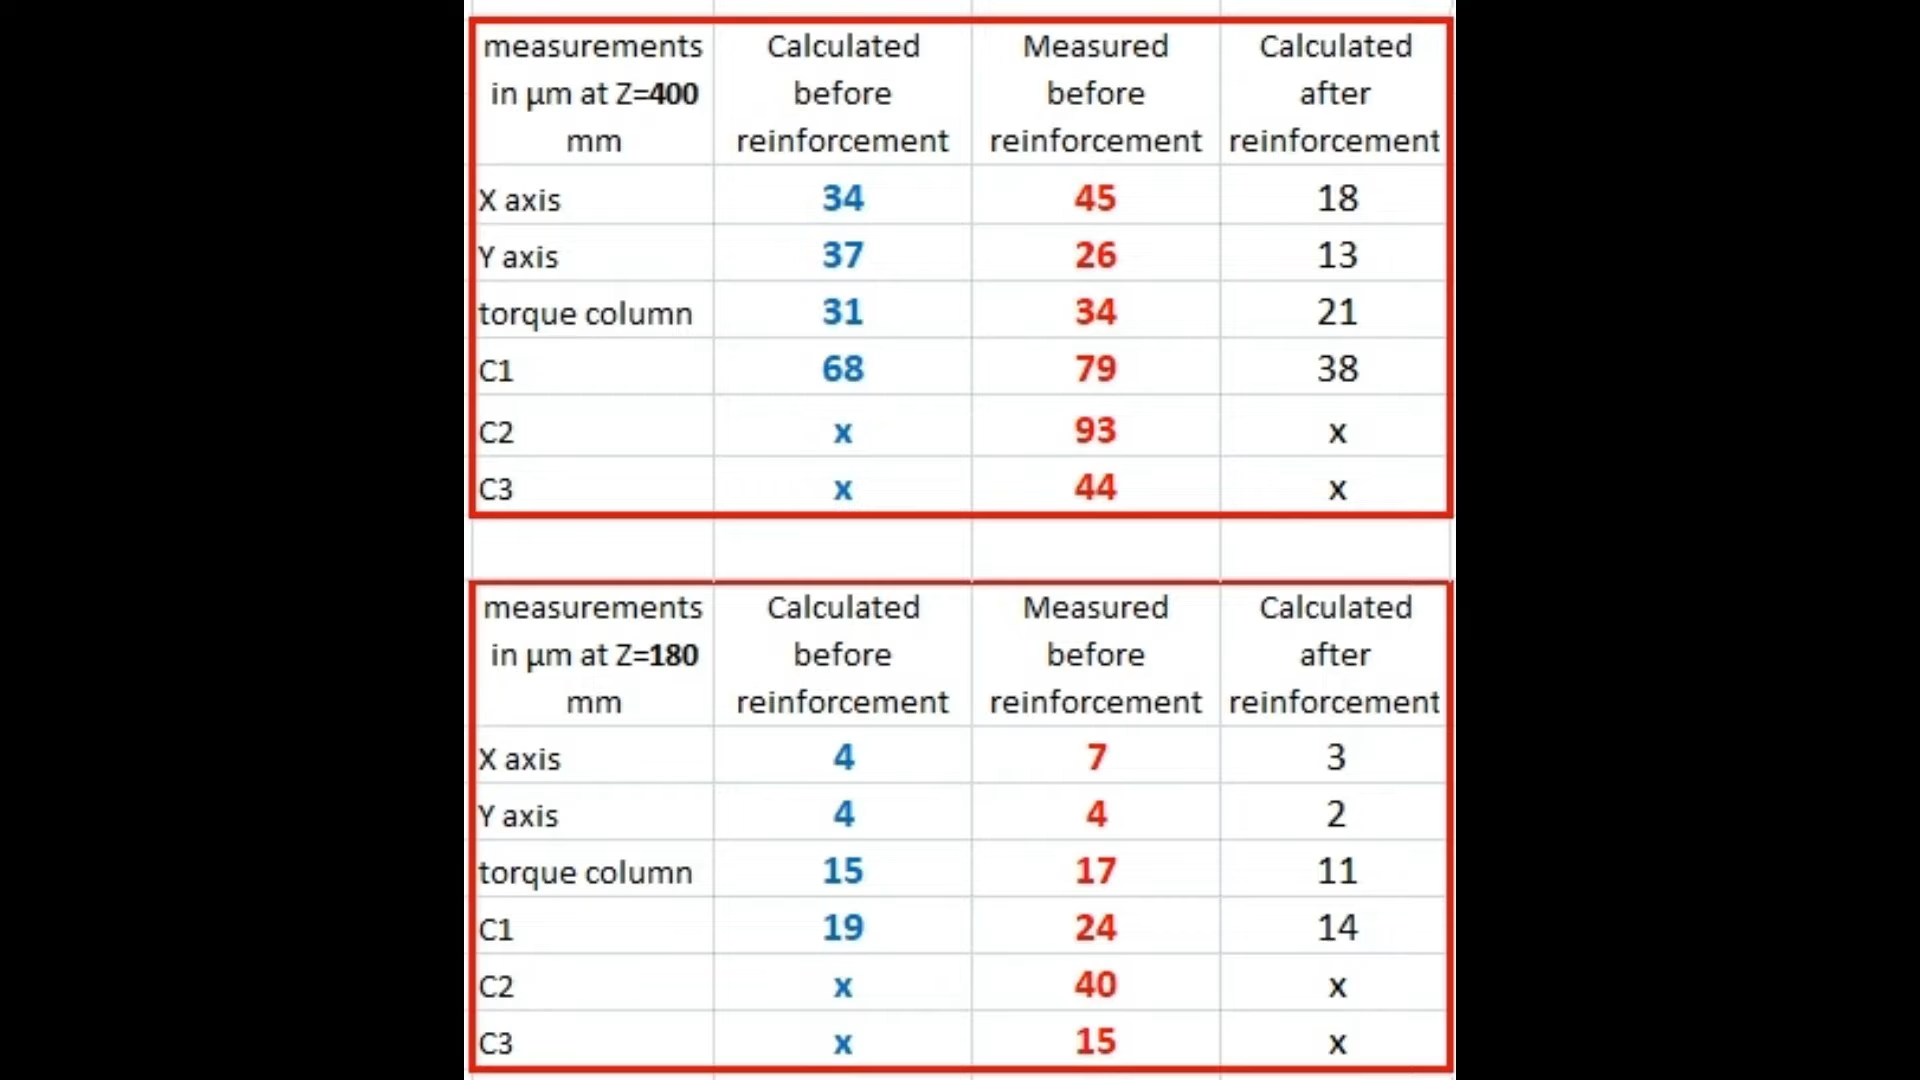 measurements in µm at Z=400 mm Calculated before reinforcement Measured before reinforcement Calculated after reinforcement
X axis 34 45 18
Y axis 37 26 13
torque column 31 34 21
C1 68 79 38
C2 x 93 x
C3 x 44 x
measurements in µm at Z=180 mm Calculated before reinforcement Measured before reinforcement Calculated after reinforcement
X axis 4 7 3
Y axis 4 4 2
torque column 15 17 11
C1 19 24 14
C2 x 40 x
C3 x 15 x